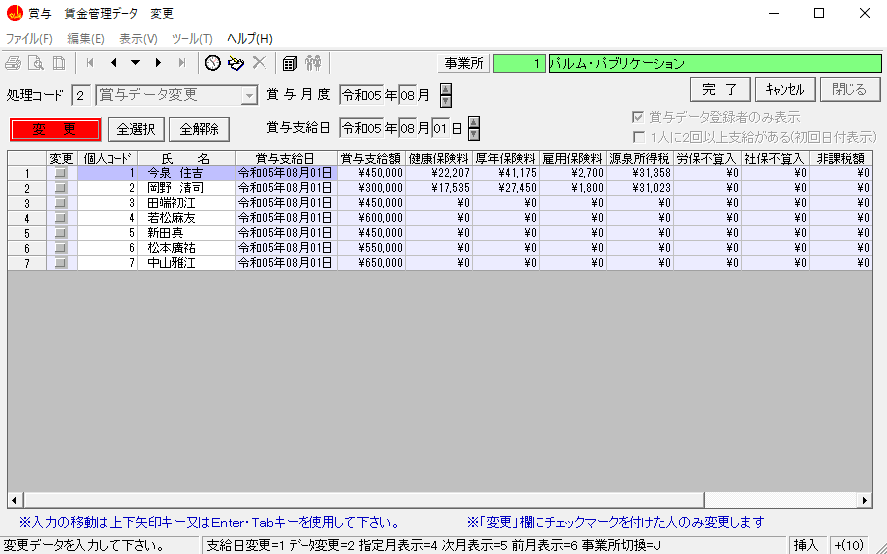 賞与　賃金管理データ　変更
ファイル(F)　編集(E)　表示(V)　ツール(T)　ヘルプ(H)
事業所　1　パルム・パブリケーション
完 了　ｷｬﾝｾﾙ　閉じる
処理コード　2　賞与データ変更　賞 与 月 度　令和05 年 08 月
賞与データ登録者のみ表示
変　更　全選択　全解除　賞与支給日　令和05 年 08 月 01 日
1人に2回以上支給がある(初回日付表示)
変更　個人コード　氏　名　賞与支給日　賞与支給額　健康保険料　厚年保険料　雇用保険料　源泉所得税　労保不算入　社保不算入　非課税額
1　1　今泉　住吉　令和05年08月01日　¥450,000　¥22,207　¥41,175　¥2,700　¥31,358　¥0　¥0　¥0
2　2　岡野　清司　令和05年08月01日　¥300,000　¥17,535　¥27,450　¥1,800　¥31,023　¥0　¥0　¥0
3　3　田端初江　令和05年08月01日　¥450,000　¥0　¥0　¥0　¥0　¥0　¥0　¥0
4　4　若松麻友　令和05年08月01日　¥600,000　¥0　¥0　¥0　¥0　¥0　¥0　¥0
5　5　新田真　令和05年08月01日　¥450,000　¥0　¥0　¥0　¥0　¥0　¥0　¥0
6　6　松本廣祐　令和05年08月01日　¥550,000　¥0　¥0　¥0　¥0　¥0　¥0　¥0
7　7　中山雅江　令和05年08月01日　¥650,000　¥0　¥0　¥0　¥0　¥0　¥0　¥0
※入力の移動は上下矢印キー又はEnter・Tabキーを使用して下さい。　※「変更」欄にチェックマークを付けた人のみ変更します
変更データを入力して下さい。　支給日変更=1 ﾃﾞｰﾀ変更=2 指定月表示=4 次月表示=5 前月表示=6 事業所切換=J　挿入　+(10)